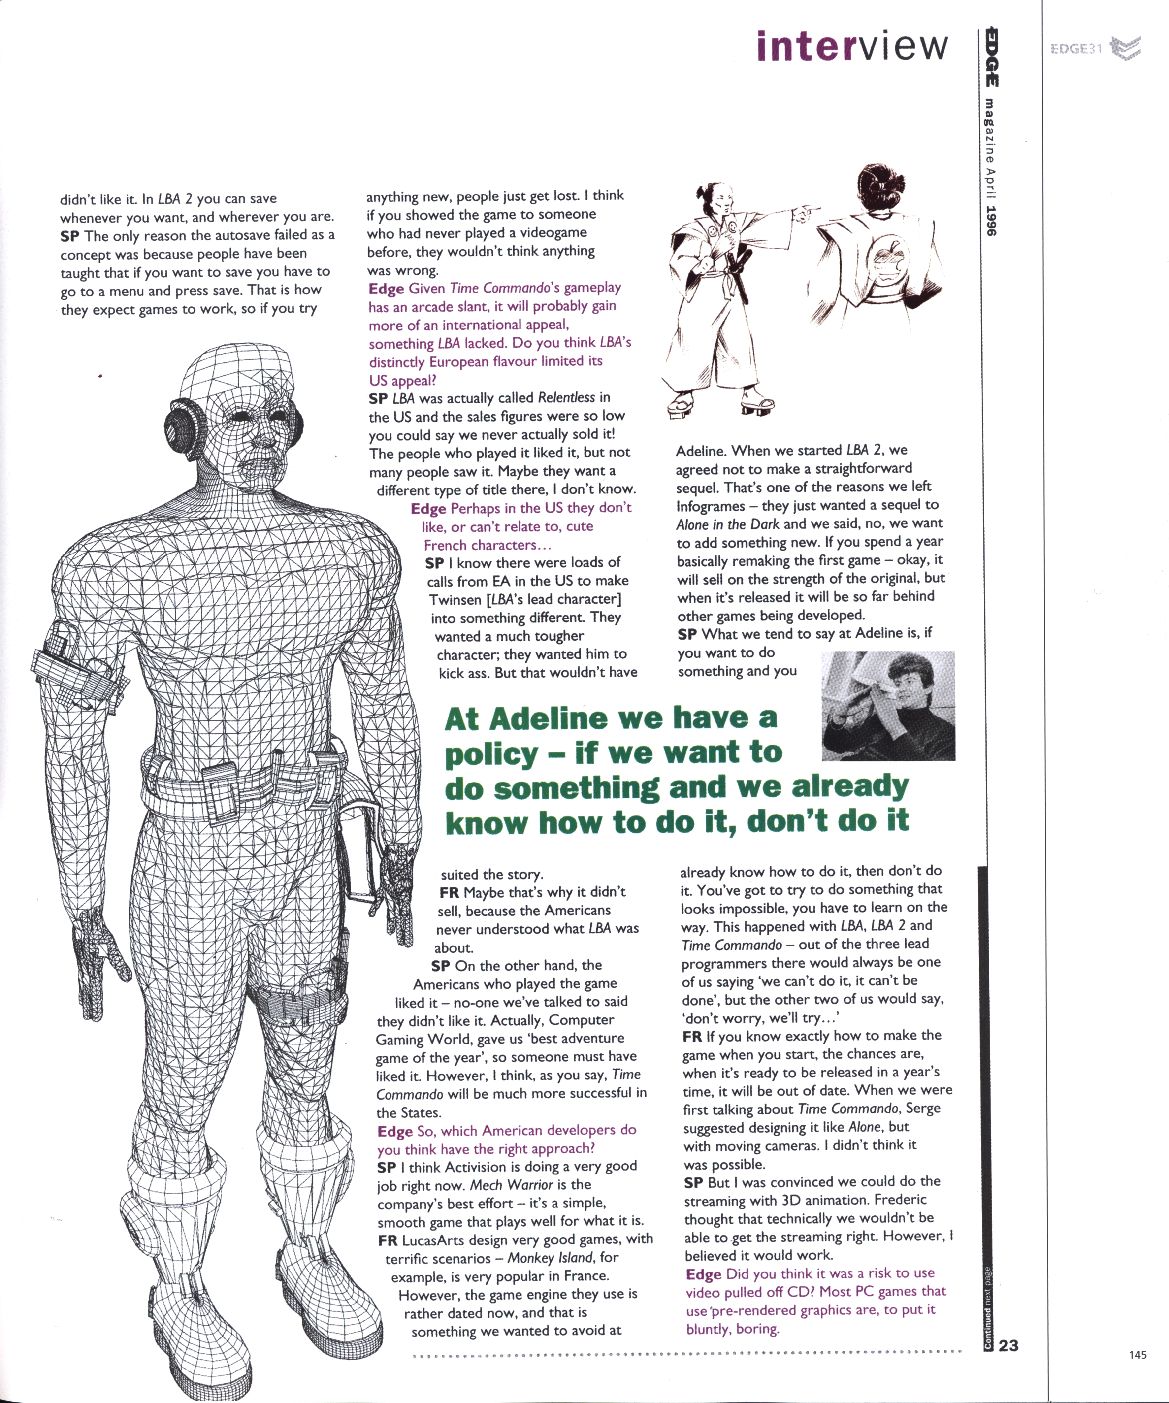 interview
EDGE magazine April 1996
EDGE31
didn't like it. In LBA 2 you can save
whenever you want, and wherever you are.
SP The only reason the autosave failed as a
concept was because people have been
taught that if you want to save you have to
go to a menu and press save. That is how
they expect games to work, so if you try
anything new, people just get lost. I think
if you showed the game to someone
who had never played a videogame
before, they wouldn't think anything
was wrong.
Edge Given Time Commando's gameplay
has an arcade slant, it will probably gain
more of an international appeal,
something LBA lacked. Do you think LBA's
distinctly European flavour limited its
US appeal?
SP LBA was actually called Relentless in
the US and the sales figures were so low
you could say we never actually sold it!
The people who played it liked it, but not
many people saw it. Maybe they want a
different type of title there, I don't know.
Edge Perhaps in the US they don't
like, or can't relate to, cute
French characters...
SP I know there were loads of
calls from EA in the US to make
Twinsen [LBA's lead character]
into something different. They
wanted a much tougher
character; they wanted him to
kick ass. But that wouldn't have
suited the story.
FR Maybe that's why it didn't
sell, because the Americans
never understood what LBA was
about.
SP On the other hand, the
Americans who played the game
liked it – no-one we've talked to said
they didn't like it. Actually, Computer
Gaming World, gave us 'best adventure
game of the year', so someone must have
liked it. However, I think, as you say, Time
Commando will be much more successful in
the States.
Edge So, which American developers do
you think have the right approach?
SP I think Activision is doing a very good
job right now. Mech Warrior is the
company's best effort – it's a simple,
smooth game that plays well for what it is.
FR LucasArts design very good games, with
terrific scenarios – Monkey Island, for
example, is very popular in France.
However, the game engine they use is
rather dated now, and that is
something we wanted to avoid at
Adeline. When we started LBA 2, we
agreed not to make a straightforward
sequel. That's one of the reasons we left
Infogrames – they just wanted a sequel to
Alone in the Dark and we said, no, we want
to add something new. If you spend a year
basically remaking the first game – okay, it
will sell on the strength of the original, but
when it's released it will be so far behind
other games being developed.
SP What we tend to say at Adeline is, if
you want to do
something and you
At Adeline we have a
policy – if we want to
do something and we already
know how to do it, don't do it
already know how to do it, then don't do
it. You've got to try to do something that
looks impossible, you have to learn on the
way. This happened with LBA, LBA 2 and
Time Commando – out of the three lead
programmers there would always be one
of us saying 'we can't do it, it can't be
done', but the other two of us would say,
'don't worry, we'll try...'
FR If you know exactly how to make the
game when you start, the chances are,
when it's ready to be released in a year's
time, it will be out of date. When we were
first talking about Time Commando, Serge
suggested designing it like Alone, but
with moving cameras. I didn't think it
was possible.
SP But I was convinced we could do the
streaming with 3D animation. Frederic
thought that technically we wouldn't be
able to get the streaming right. However, I
believed it would work.
Edge Did you think it was a risk to use
video pulled off CD? Most PC games that
use pre-rendered graphics are, to put it
bluntly, boring.
continued next page
23
145